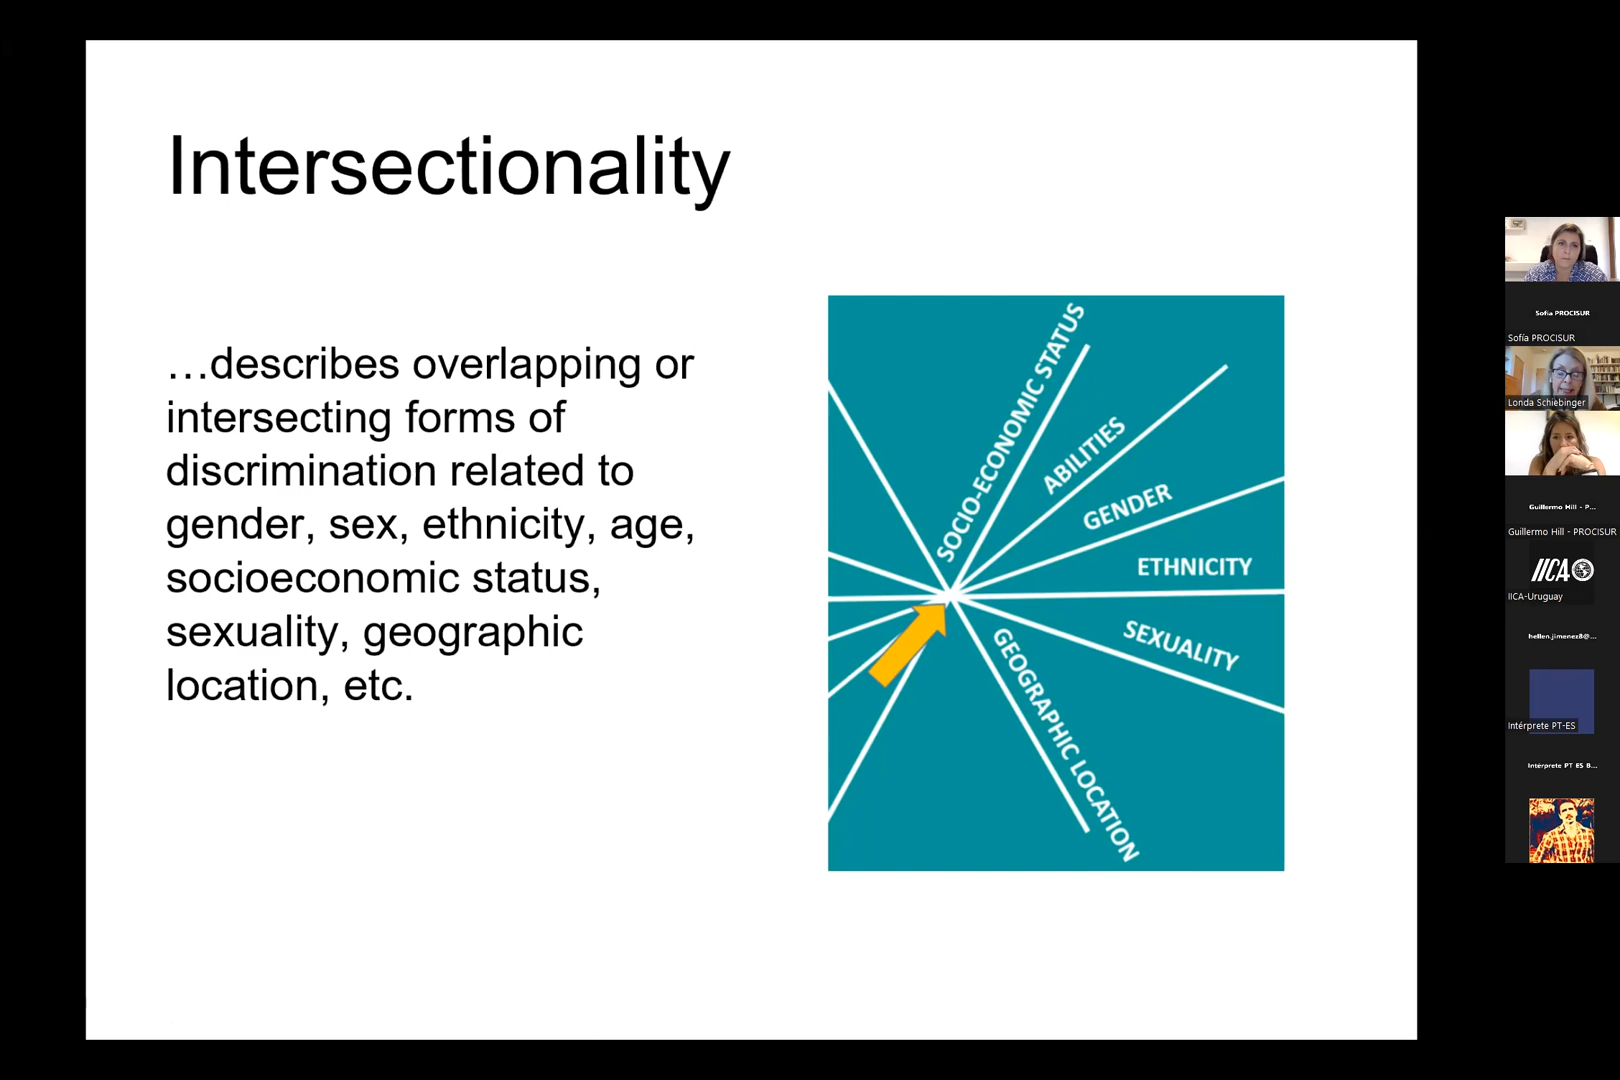 Intersectionality
…describes overlapping or
intersecting forms of
discrimination related to
gender, sex, ethnicity, age,
socioeconomic status,
sexuality, geographic
location, etc.
SOCIO-ECONOMIC STATUS
ABILITIES
GENDER
ETHNICITY
SEXUALITY
GEOGRAPHIC LOCATION
Sofia PROCISUR
Sofía PROCISUR
Londa Schiebinger
Guillermo Hill - P...
Guillermo Hill - PROCISUR
IICA
IICA-Uruguay
hellen.jimenez8@...
Intérprete PT-ES
Intérprete PT ES B...